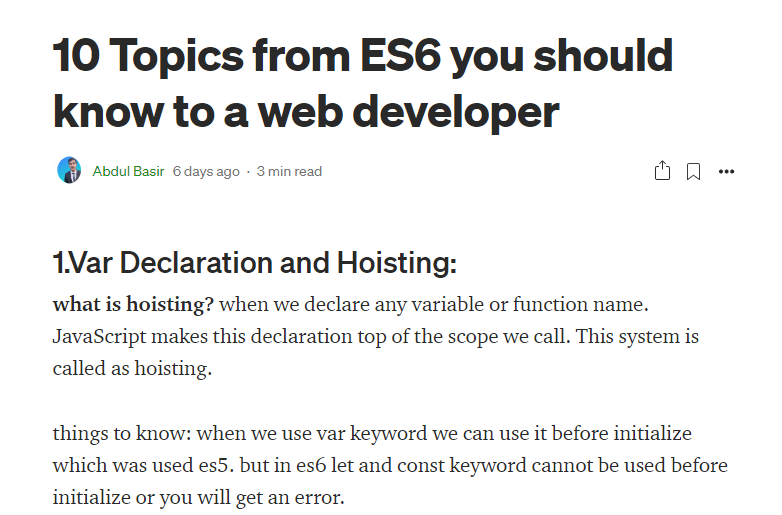 10 Topics from ES6 you should
know to a web developer
Abdul Basir 6 days ago · 3 min read
1.Var Declaration and Hoisting:
what is hoisting? when we declare any variable or function name.
JavaScript makes this declaration top of the scope we call. This system is
called as hoisting.
things to know: when we use var keyword we can use it before initialize
which was used es5. but in es6 let and const keyword cannot be used before
initialize or you will get an error.